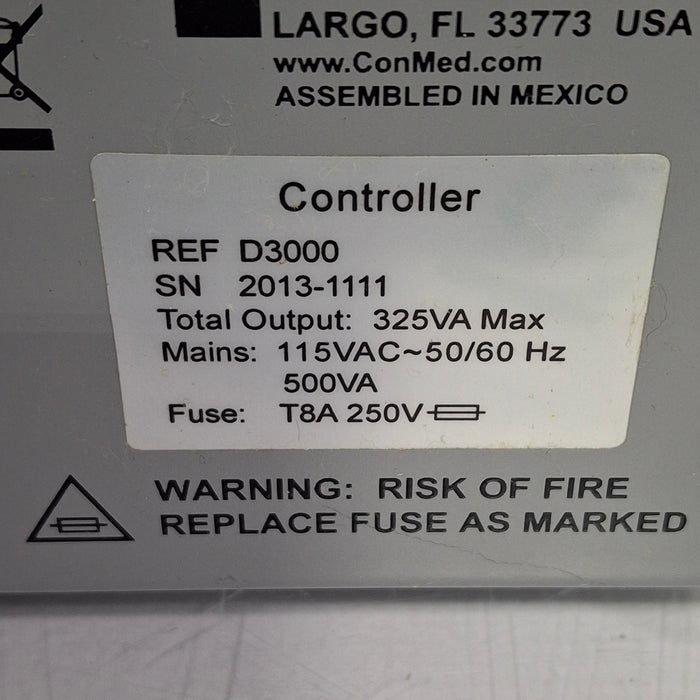 LARGO, FL 33773 USA
www.ConMed.com
ASSEMBLED IN MEXICO
Controller
REF D3000
SN 2013-1111
Total Output: 325VA Max
Mains: 115VAC~50/60 Hz
500VA
Fuse: T8A 250V
WARNING: RISK OF FIRE
REPLACE FUSE AS MARKED